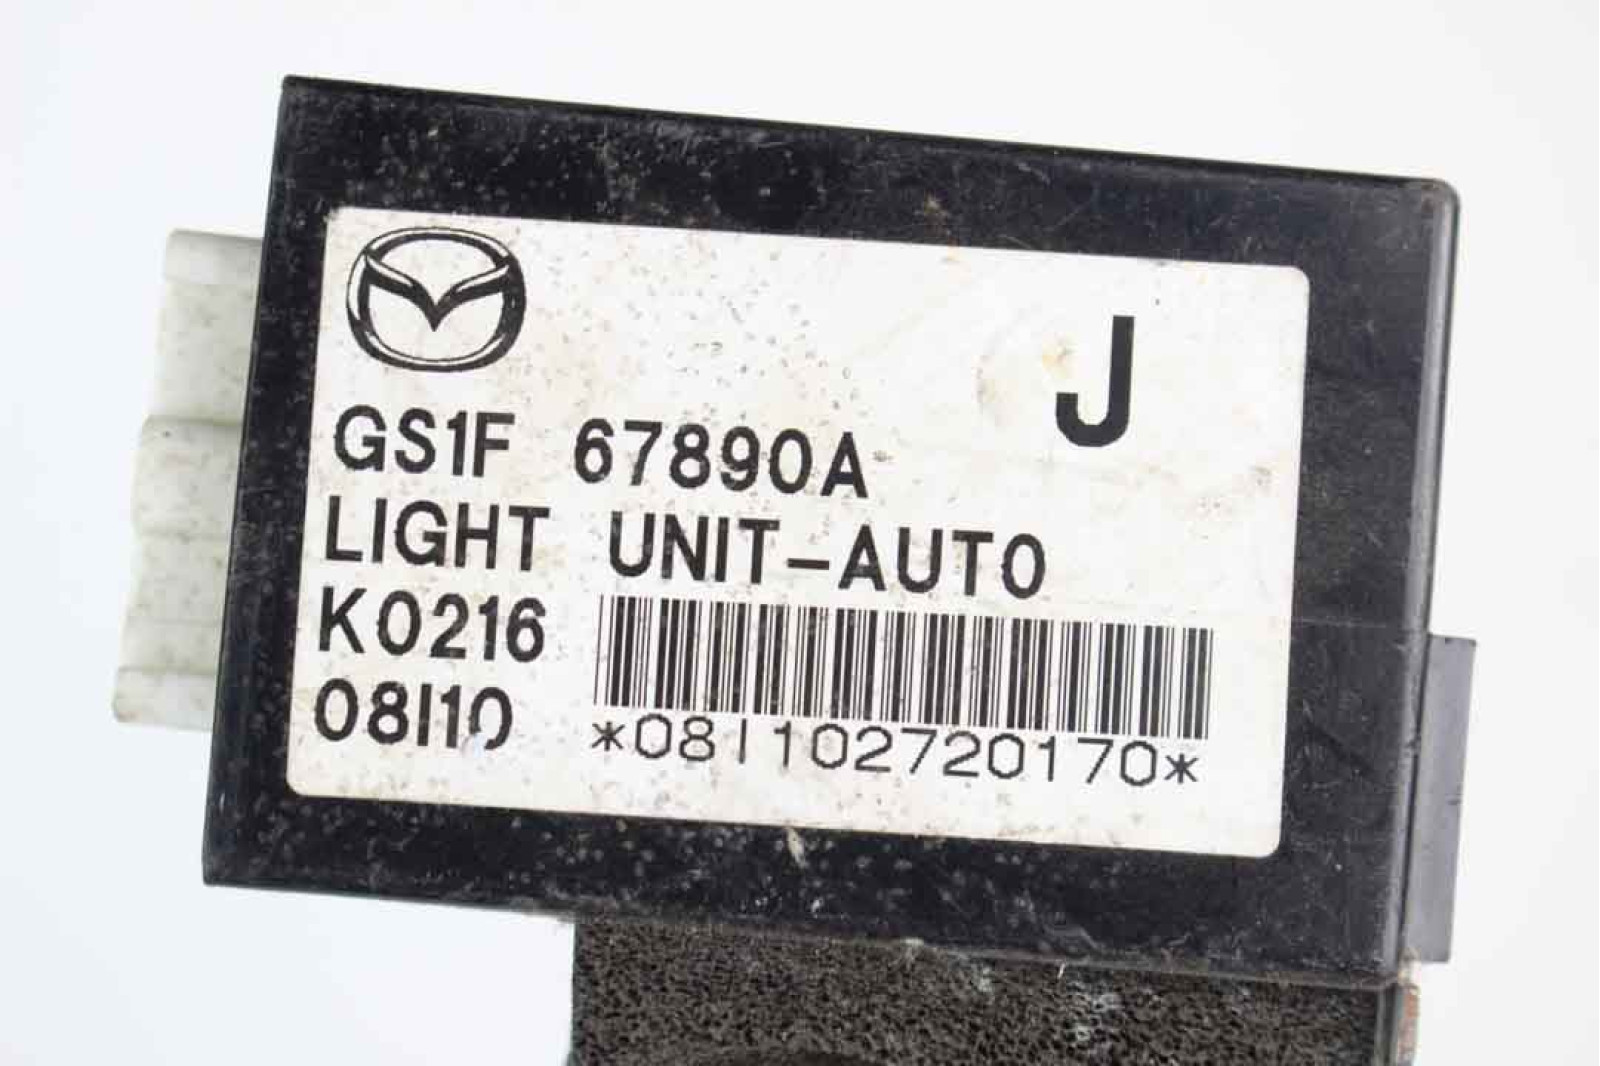 J
GS1F 67890A
LIGHT UNIT-AUTO
K0216
08I10
*08I102720170*